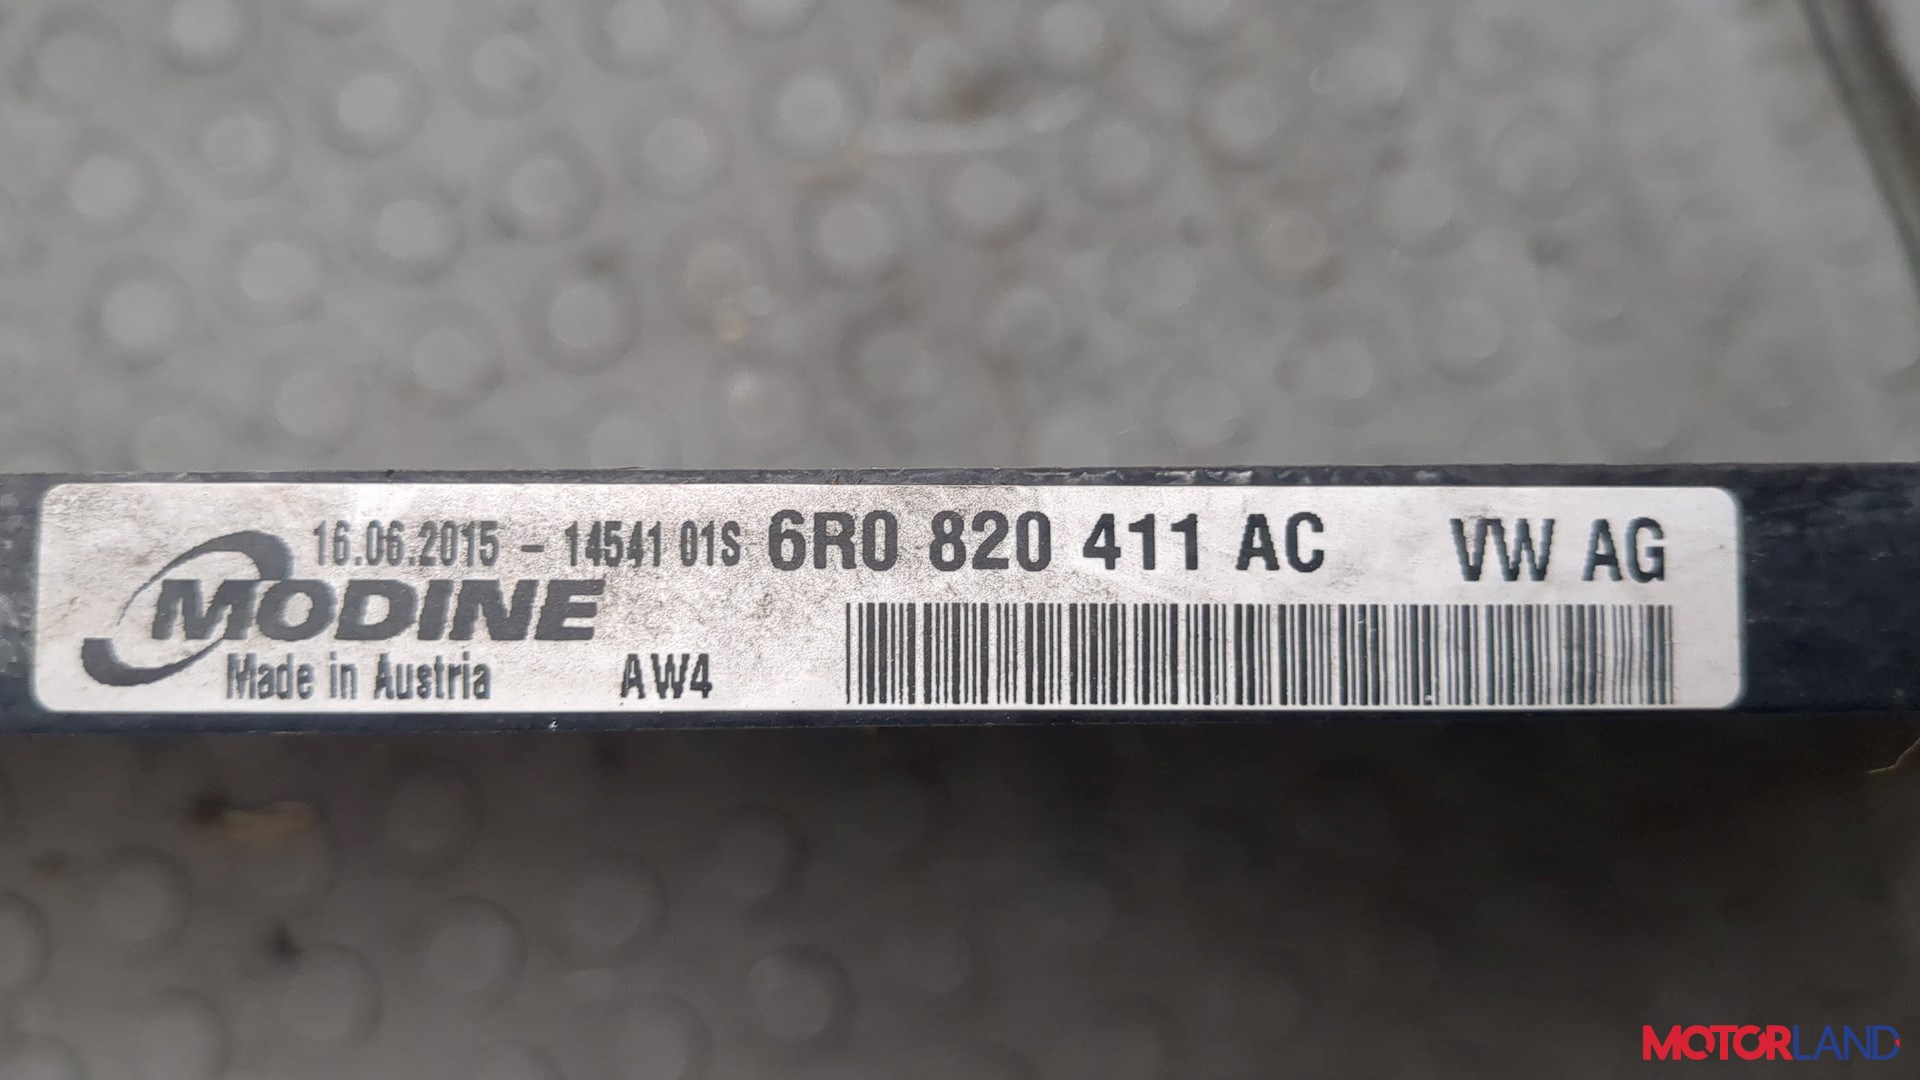 16.06.2015 - 14541 01S 6R0 820 411 AC VW AG
MODINE
Made in Austria AW4
MOTORLAND